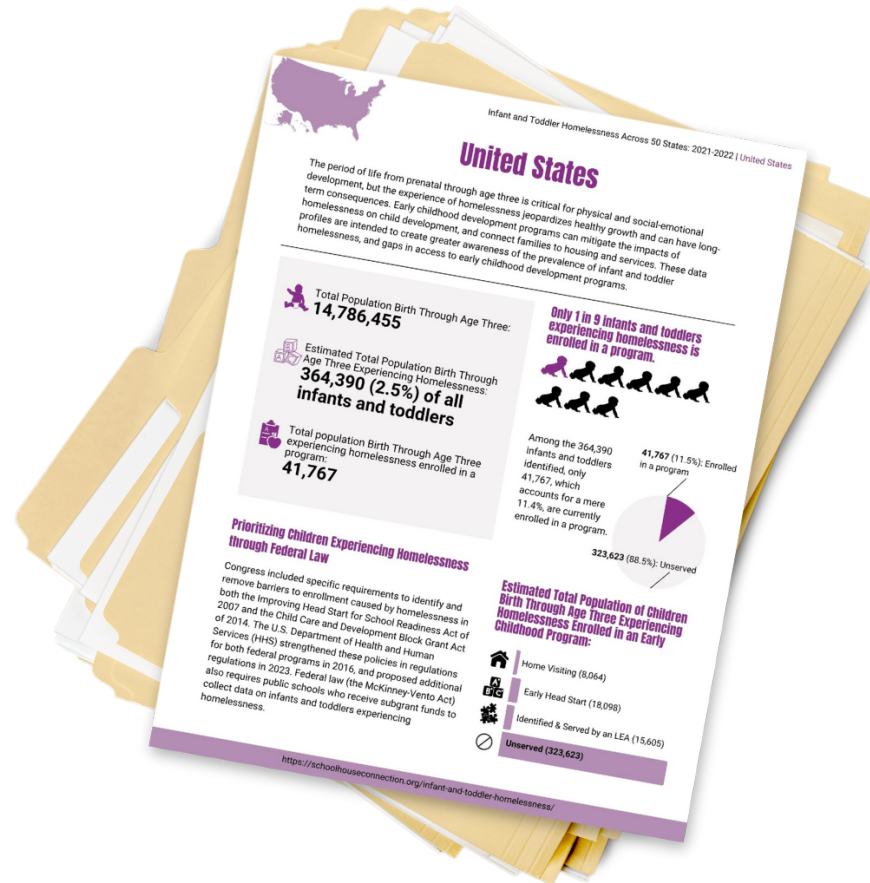 Infant and Toddler Homelessness Across 50 States: 2021-2022 | United States
United States
The period of life from prenatal through age three is critical for physical and social-emotional
development, but the experience of homelessness jeopardizes healthy growth and can have long-
term consequences. Early childhood development programs can mitigate the impacts of
homelessness on child development, and connect families to housing and services. These data
profiles are intended to create greater awareness of the prevalence of infant and toddler
homelessness, and gaps in access to early childhood development programs.
Total Population Birth Through Age Three:
14,786,455
Estimated Total Population Birth Through
Age Three Experiencing Homelessness:
364,390 (2.5%) of all
infants and toddlers
Total population Birth Through Age Three
experiencing homelessness enrolled in a
program:
41,767
Only 1 in 9 infants and toddlers
experiencing homelessness is
enrolled in a program.
Among the 364,390
infants and toddlers
identified, only
41,767, which
accounts for a mere
11.4%, are currently
enrolled in a program.
41,767 (11.5%): Enrolled
in a program
323,623 (88.5%): Unserved
Prioritizing Children Experiencing Homelessness
through Federal Law
Congress included specific requirements to identify and
remove barriers to enrollment caused by homelessness in
both the Improving Head Start for School Readiness Act of
2007 and the Child Care and Development Block Grant Act
of 2014. The U.S. Department of Health and Human
Services (HHS) strengthened these policies in regulations
for both federal programs in 2016, and proposed additional
regulations in 2023. Federal law (the McKinney-Vento Act)
also requires public schools who receive subgrant funds to
collect data on infants and toddlers experiencing
homelessness.
Estimated Total Population of Children
Birth Through Age Three Experiencing
Homelessness Enrolled in an Early
Childhood Program:
Home Visiting (8,064)
A
B C
Early Head Start (18,098)
Identified & Served by an LEA (15,605)
Unserved (323,623)
https://schoolhouseconnection.org/infant-and-toddler-homelessness/